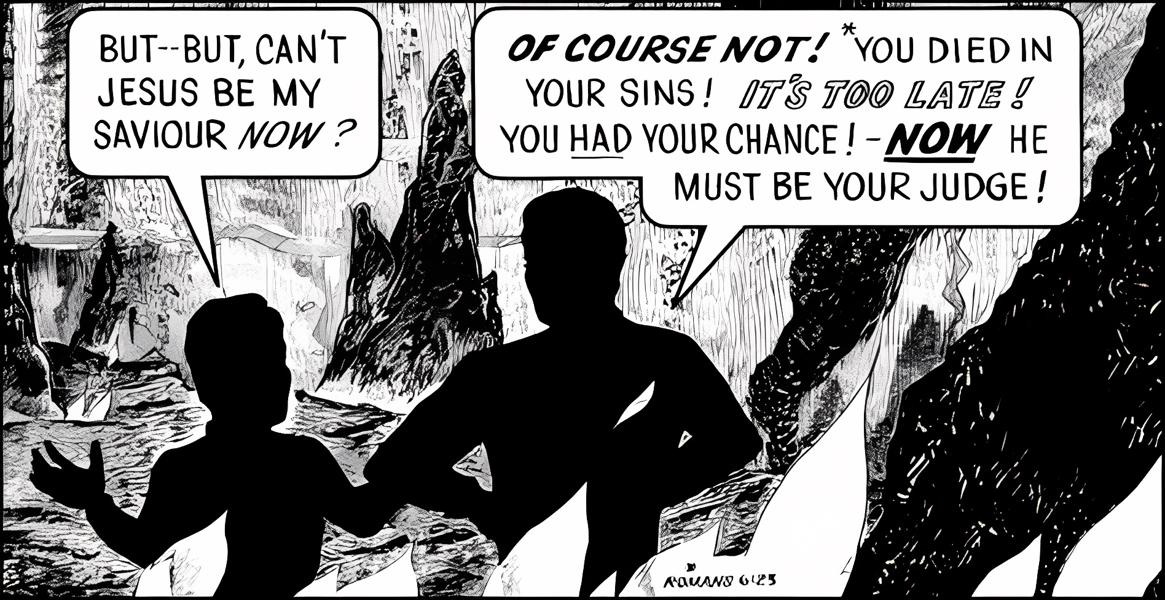 BUT--BUT, CAN'T
JESUS BE MY
SAVIOUR NOW?
OF COURSE NOT! *YOU DIED IN
YOUR SINS! IT'S TOO LATE!
YOU HAD YOUR CHANCE! - NOW HE
MUST BE YOUR JUDGE!